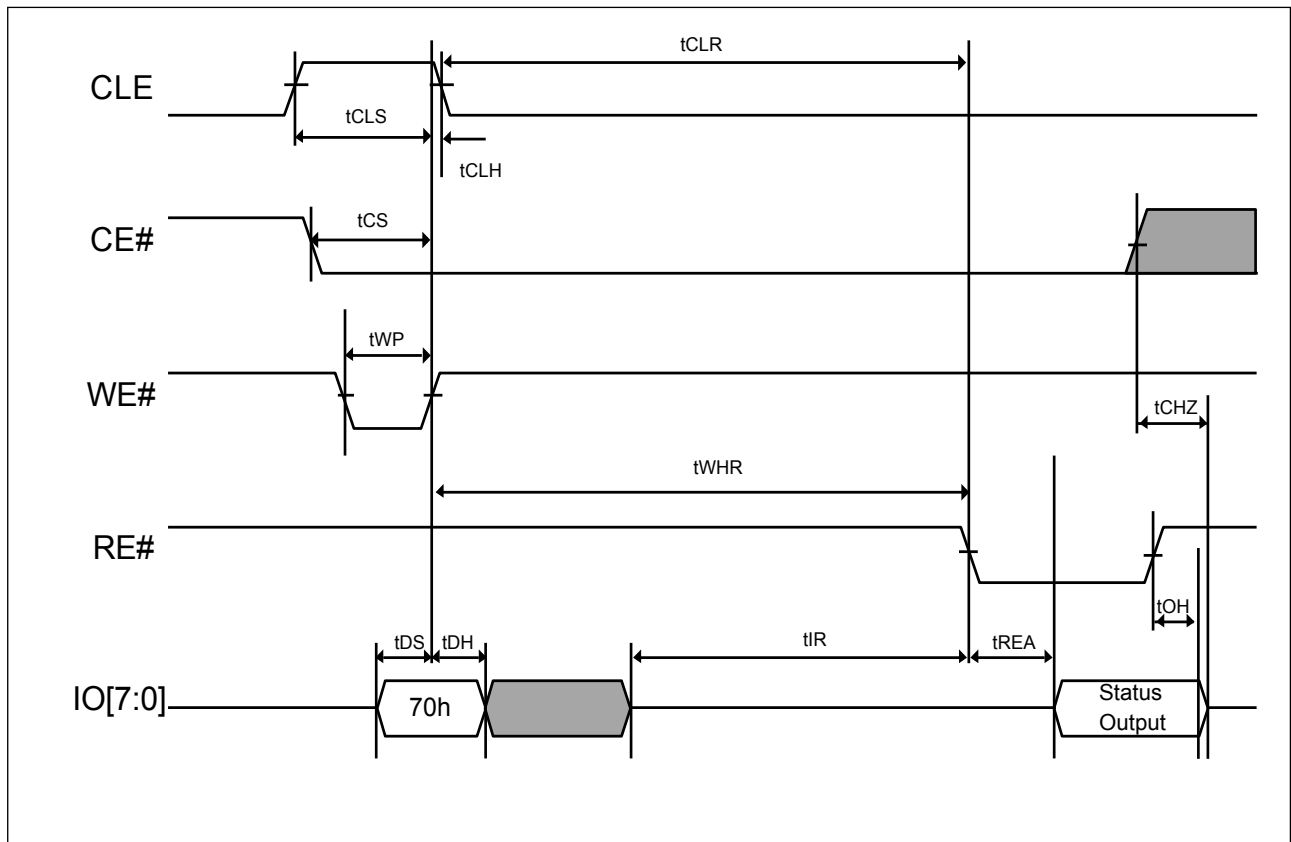 tCLR
CLE
tCLS
tCLH
tCS
CE#
tWP
WE#
tCHZ
tWHR
RE#
tOH
tDS tDH tIR tREA
IO[7:0] 70h Status
Output